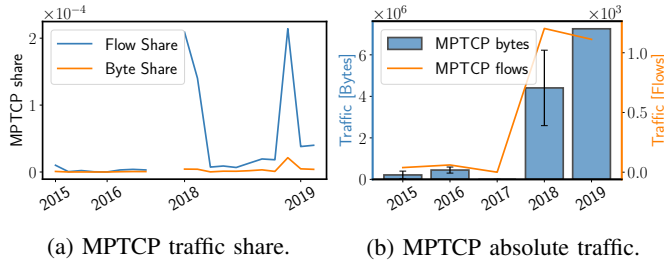 ×10⁻⁴
2
1
0
MPTCP share
Flow Share
Byte Share
2015
2016
2018
2019
(a) MPTCP traffic share.
×10⁶
6
4
2
0
Traffic [Bytes]
MPTCP bytes
MPTCP flows
×10³
1.0
0.5
0.0
Traffic [Flows]
2015
2016
2017
2018
2019
(b) MPTCP absolute traffic.